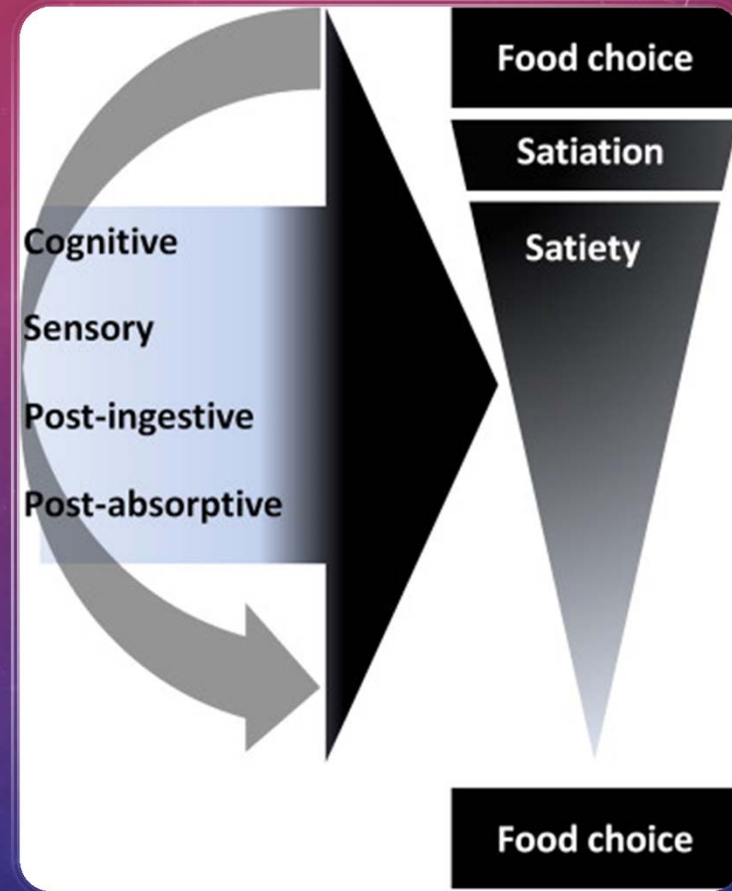 Food choice
Satiation
Satiety
Cognitive
Sensory
Post-ingestive
Post-absorptive
Food choice